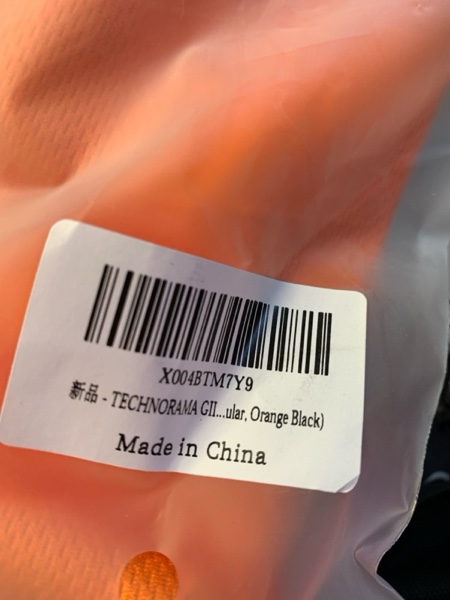 X004BTM7Y9
新品 - TECHNORAMA GII...ular, Orange Black)
Made in China